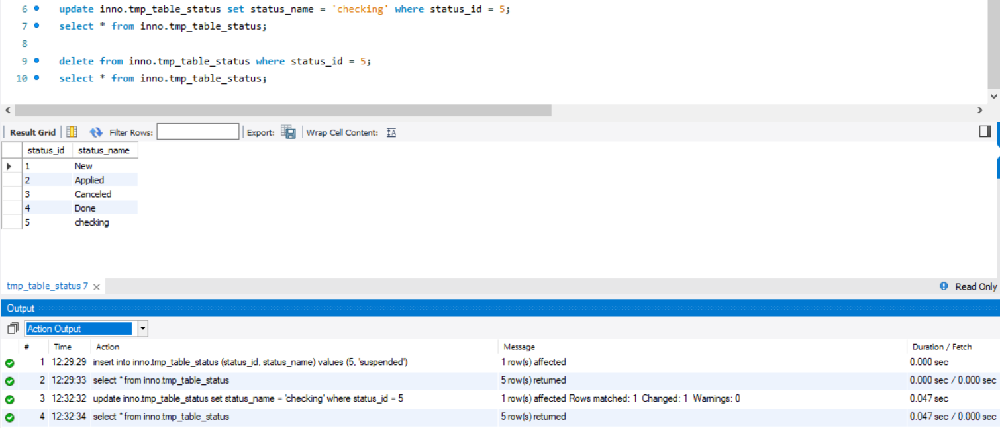 6 update inno.tmp_table_status set status_name = 'checking' where status_id = 5;
7 select * from inno.tmp_table_status;
8
9 delete from inno.tmp_table_status where status_id = 5;
10 select * from inno.tmp_table_status;
Result Grid Filter Rows: Export: Wrap Cell Content:
status_id status_name
1 New
2 Applied
3 Canceled
4 Done
5 checking
tmp_table_status 7 Read Only
Output
Action Output
# Time Action Message Duration / Fetch
1 12:29:29 insert into inno.tmp_table_status (status_id, status_name) values (5, 'suspended') 1 row(s) affected 0.000 sec
2 12:29:33 select * from inno.tmp_table_status 5 row(s) returned 0.000 sec / 0.000 sec
3 12:32:32 update inno.tmp_table_status set status_name = 'checking' where status_id = 5 1 row(s) affected Rows matched: 1 Changed: 1 Warnings: 0 0.047 sec
4 12:32:34 select * from inno.tmp_table_status 5 row(s) returned 0.047 sec / 0.000 sec